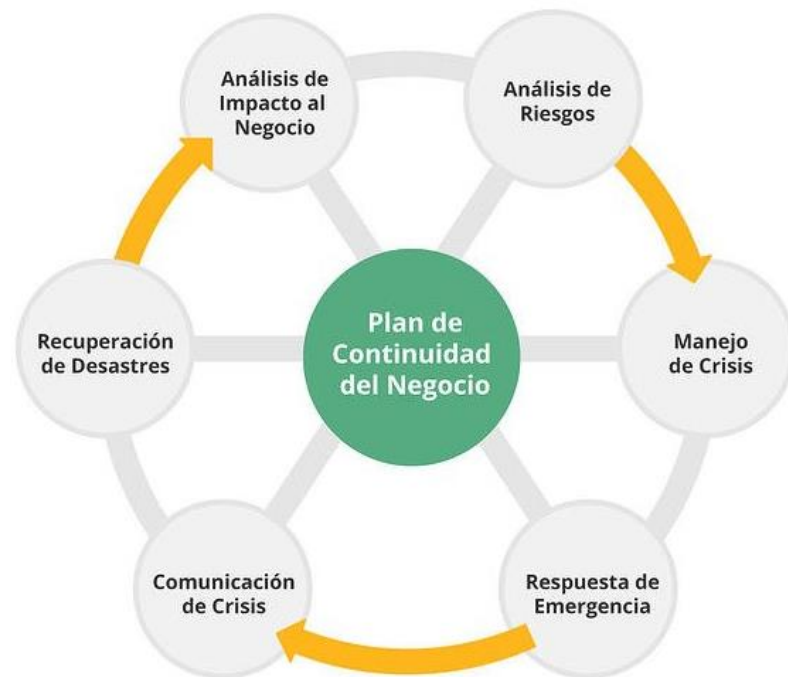 Análisis de
Impacto al
Negocio
Análisis de
Riesgos
Plan de
Continuidad
del Negocio
Recuperación
de Desastres
Manejo
de Crisis
Comunicación
de Crisis
Respuesta de
Emergencia